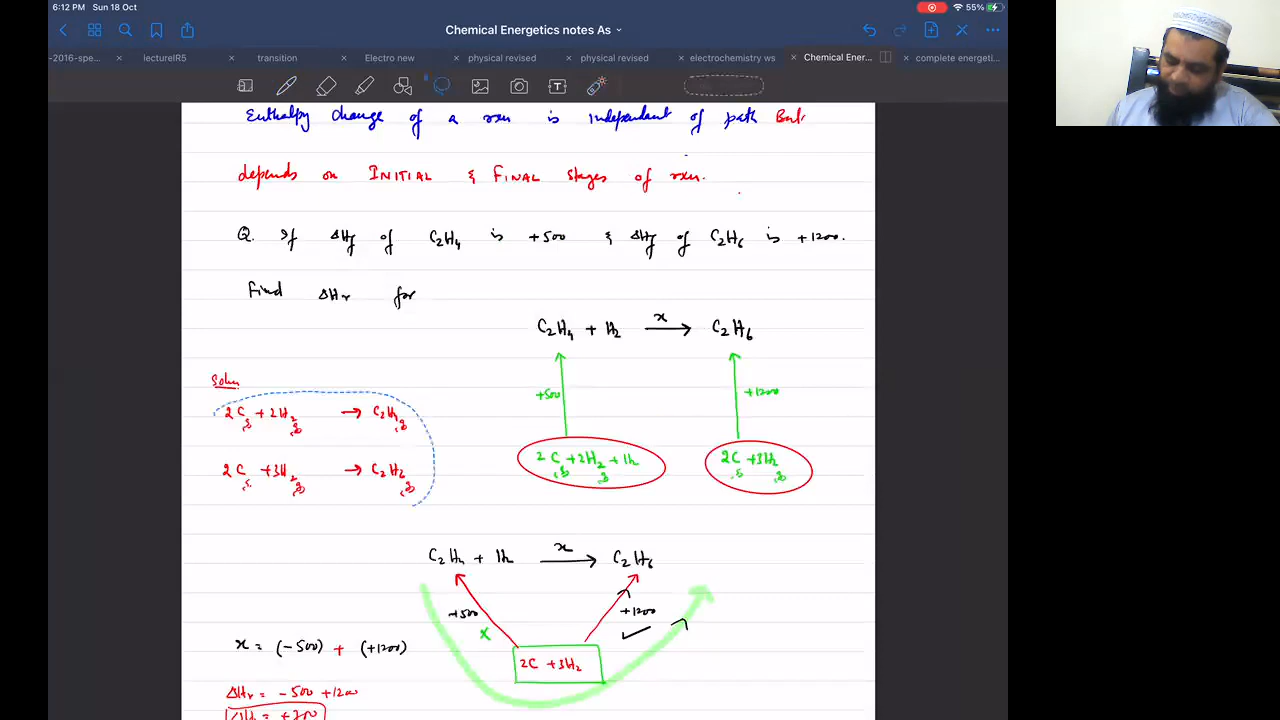 6:12 PM Sun 18 Oct
55%
Chemical Energetics notes As
-2016-spe...
lectureIR5
transition
Electro new
physical revised
physical revised
electrochemistry ws
Chemical Ener...
complete energeti...
Enthalpy change of a rxn is independant of path But
depends on INITIAL & FINAL stages of rxn.
Q. If ΔHf of C2H4 is +500 & ΔHf of C2H6 is +1200.
Find ΔHr for
C2H4 + H2 x→ C2H6
Soln
+500
+1200
2C(s) + 2H2(g) → C2H4(g)
2C(s) + 2H2(g) + H2
2C(s) + 3H2(g)
2C(s) + 3H2(g) → C2H6(g)
C2H4 + H2 x→ C2H6
+500
+1200
x
x = (-500) + (+1200)
2C + 3H2
ΔHr = -500 + 1200
ΔHr = +700